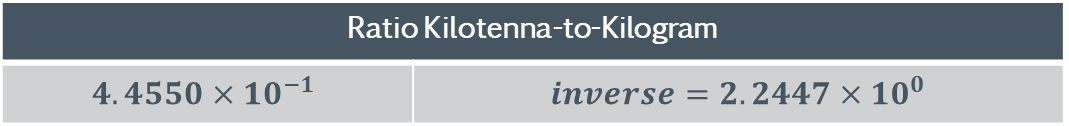 Ratio Kilotenna-to-Kilogram
4.4550 × 10⁻¹ inverse = 2.2447 × 10⁰